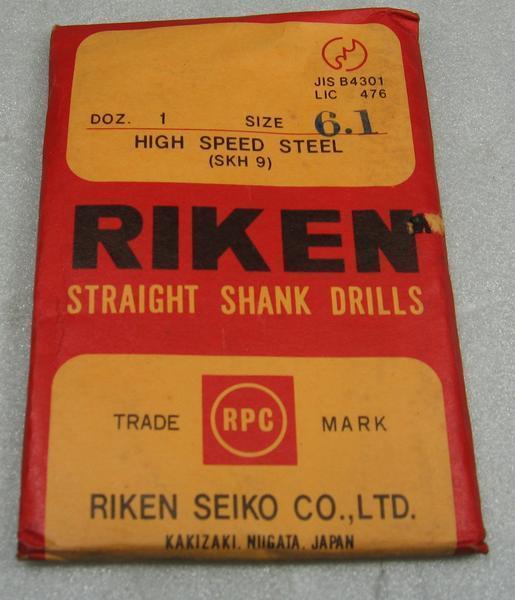 JIS B4301
LIC 476
DOZ. 1 SIZE 6.1
HIGH SPEED STEEL
(SKH 9)
RIKEN
STRAIGHT SHANK DRILLS
TRADE RPC MARK
RIKEN SEIKO CO.,LTD.
KAKIZAKI. NIIGATA. JAPAN